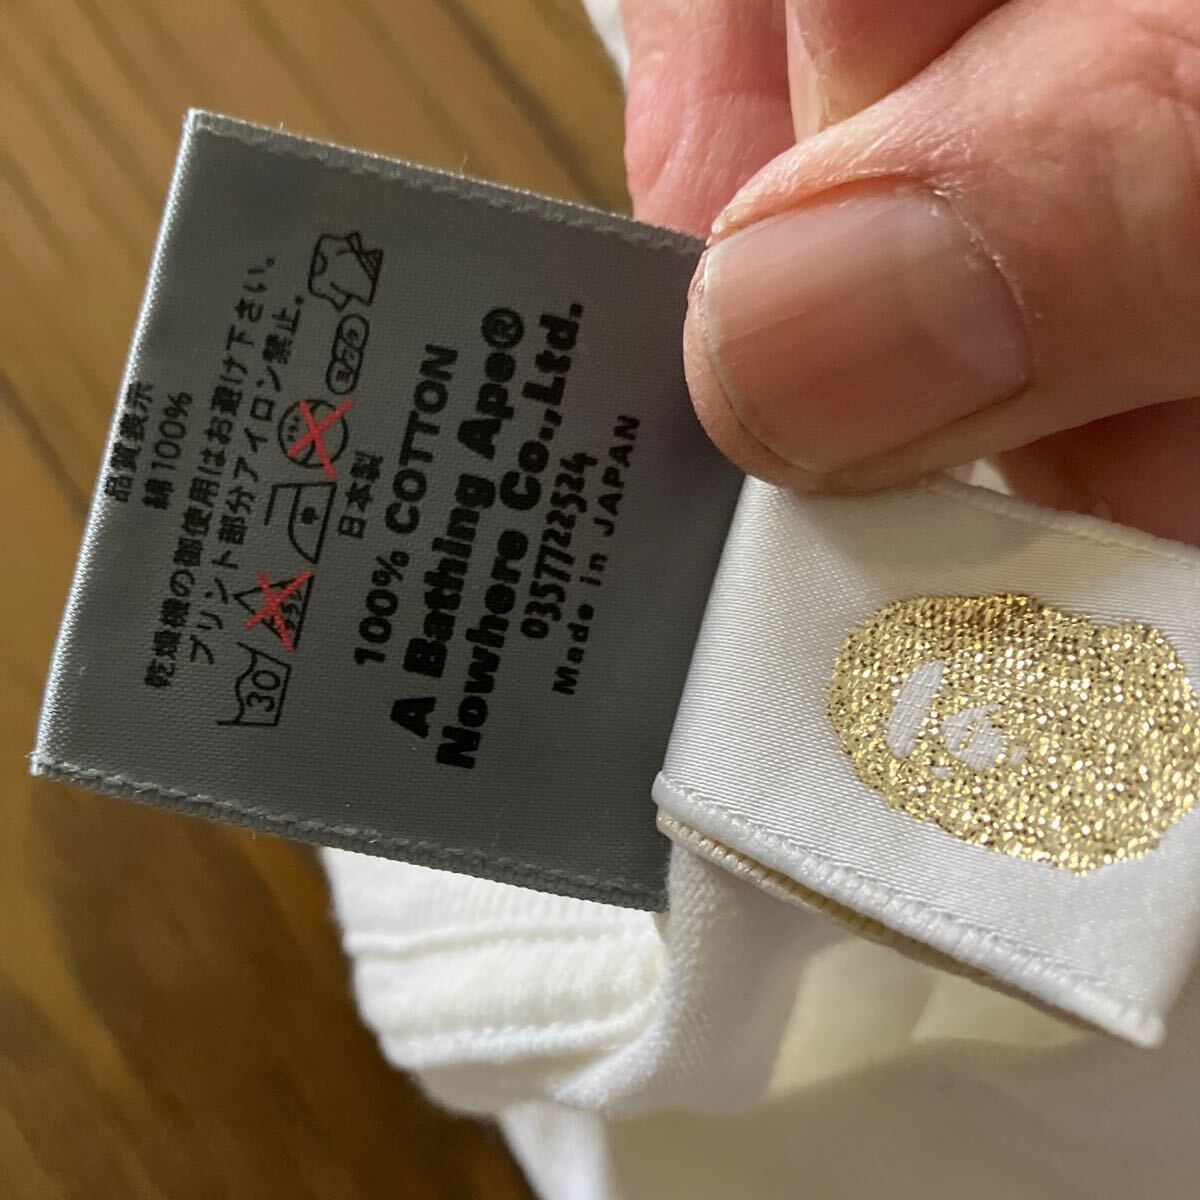 品質表示
綿100%
乾燥機の御使用はお避け下さい。
プリント部分アイロン禁止。
30
中
日本製
100% COTTON
A Bathing Ape®
Nowhere Co.,Ltd.
0357722524
Made in JAPAN